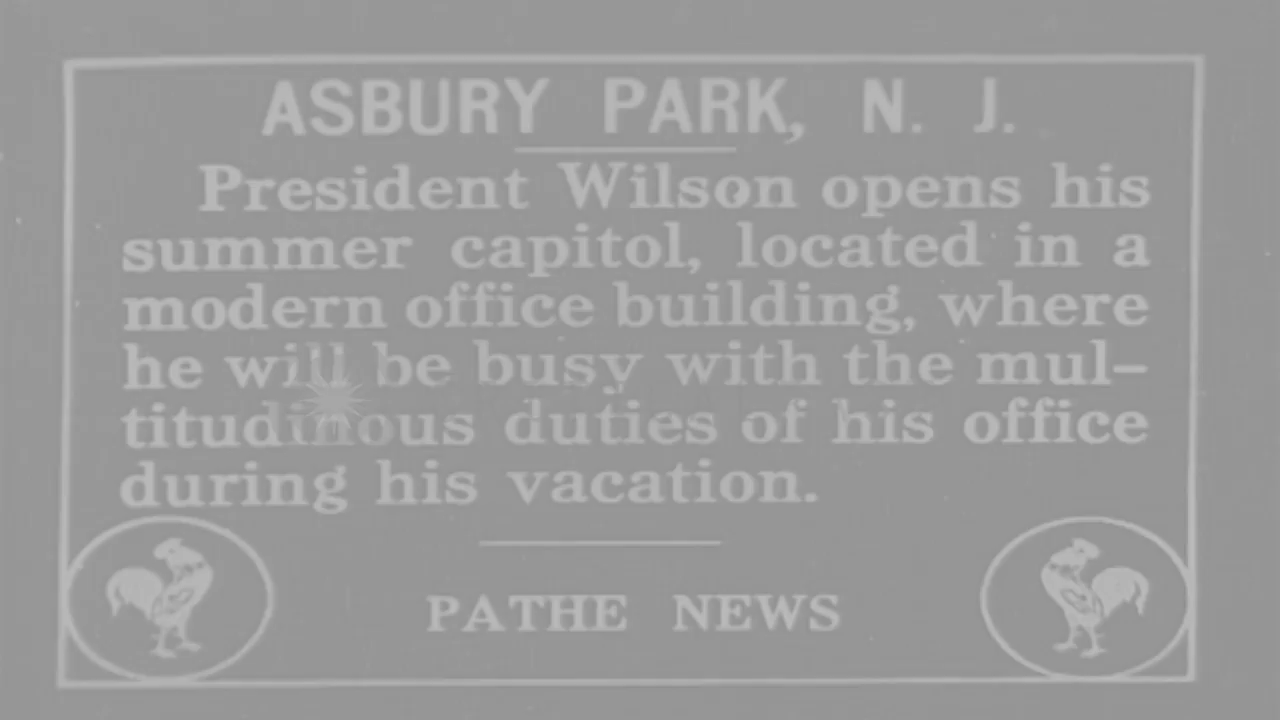 ASBURY PARK, N. J.
President Wilson opens his
summer capitol, located in a
modern office building, where
he will be busy with the mul-
titudinous duties of his office
during his vacation.
PATHE NEWS